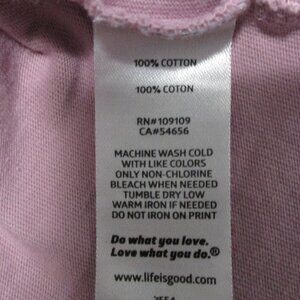 100% COTTON
100% COTON
RN#109109
CA#54656
MACHINE WASH COLD
WITH LIKE COLORS
ONLY NON-CHLORINE
BLEACH WHEN NEEDED
TUMBLE DRY LOW
WARM IRON IF NEEDED
DO NOT IRON ON PRINT
Do what you love.
Love what you do.®
www.lifeisgood.com